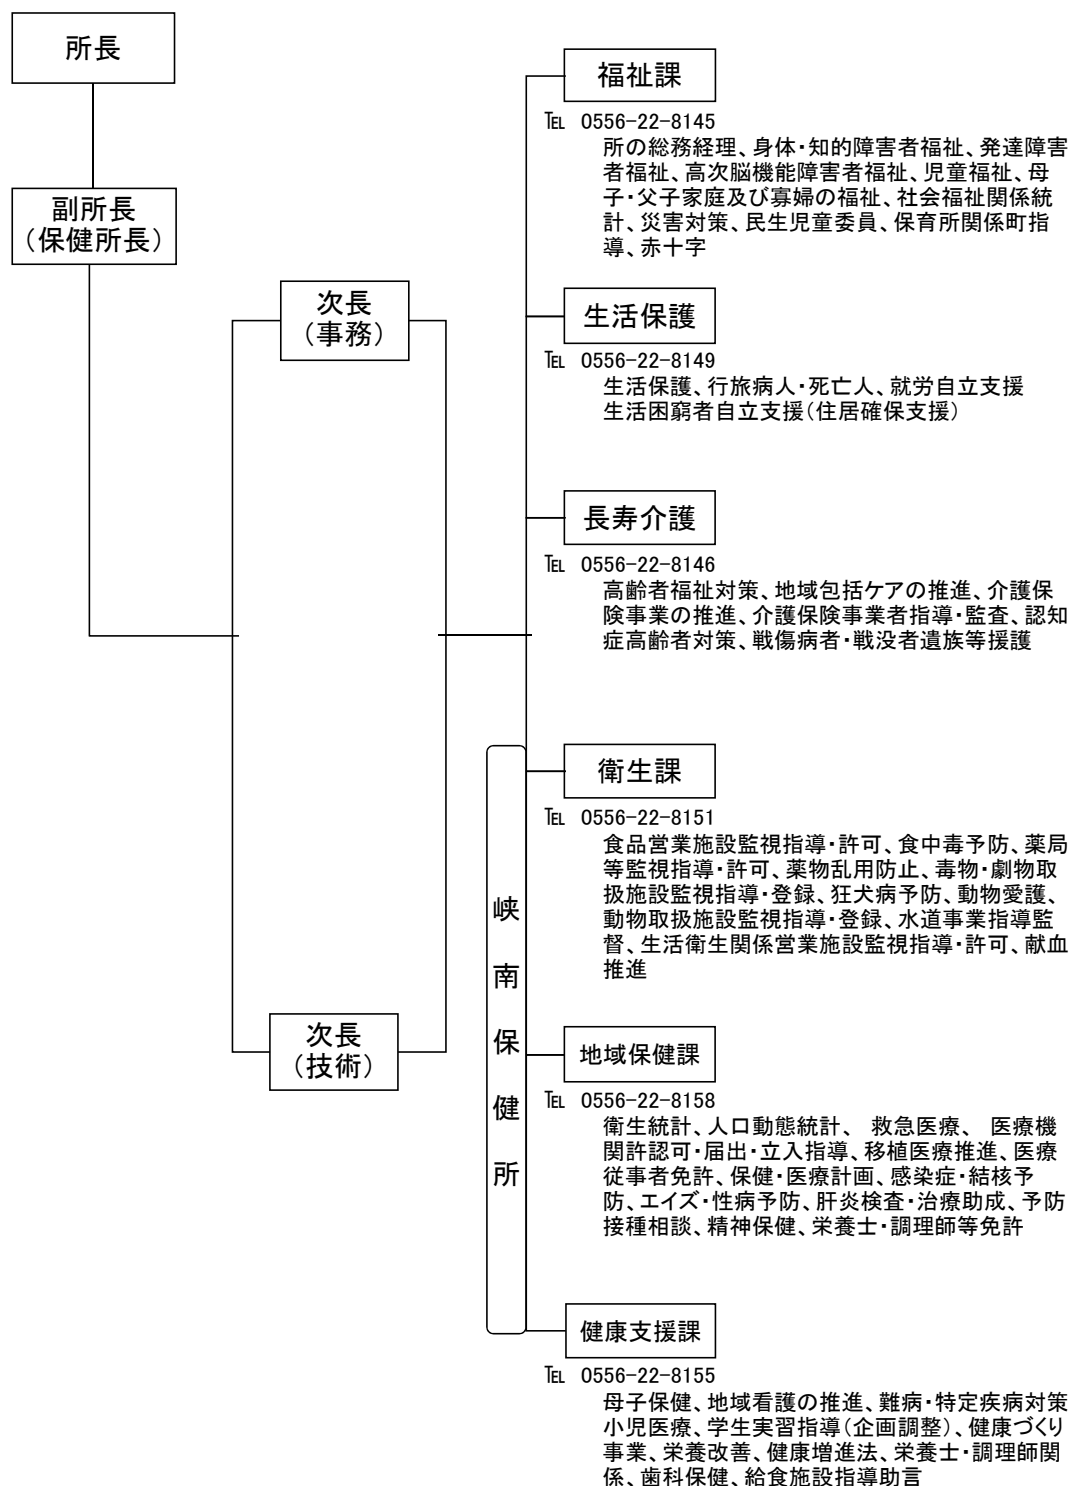 所長
副所長
（保健所長）
次長
（事務）
次長
（技術）
福祉課
℡ 0556-22-8145
所の総務経理、身体・知的障害者福祉、発達障害
者福祉、高次脳機能障害者福祉、児童福祉、母
子・父子家庭及び寡婦の福祉、社会福祉関係統
計、災害対策、民生児童委員、保育所関係町指
導、赤十字
生活保護
℡ 0556-22-8149
生活保護、行旅病人・死亡人、就労自立支援
生活困窮者自立支援（住居確保支援）
長寿介護
℡ 0556-22-8146
高齢者福祉対策、地域包括ケアの推進、介護保
険事業の推進、介護保険事業者指導・監査、認知
症高齢者対策、戦傷病者・戦没者遺族等援護
峡南保健所
衛生課
℡ 0556-22-8151
食品営業施設監視指導・許可、食中毒予防、薬局
等監視指導・許可、薬物乱用防止、毒物・劇物取
扱施設監視指導・登録、狂犬病予防、動物愛護、
動物取扱施設監視指導・登録、水道事業指導監
督、生活衛生関係営業施設監視指導・許可、献血
推進
地域保健課
℡ 0556-22-8158
衛生統計、人口動態統計、 救急医療、 医療機
関許認可・届出・立入指導、移植医療推進、医療
従事者免許、保健・医療計画、感染症・結核予
防、エイズ・性病予防、肝炎検査・治療助成、予防
接種相談、精神保健、栄養士・調理師等免許
健康支援課
℡ 0556-22-8155
母子保健、地域看護の推進、難病・特定疾病対策
小児医療、学生実習指導（企画調整）、健康づくり
事業、栄養改善、健康増進法、栄養士・調理師関
係、歯科保健、給食施設指導助言